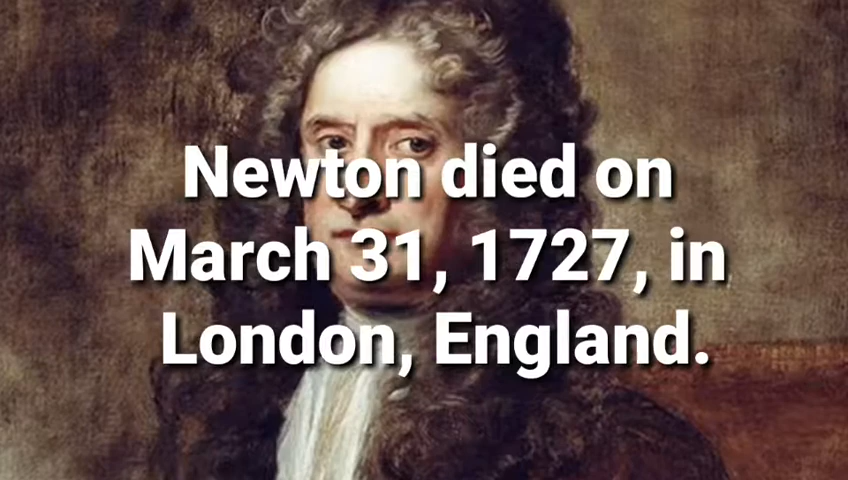 Newton died on
March 31, 1727, in
London, England.